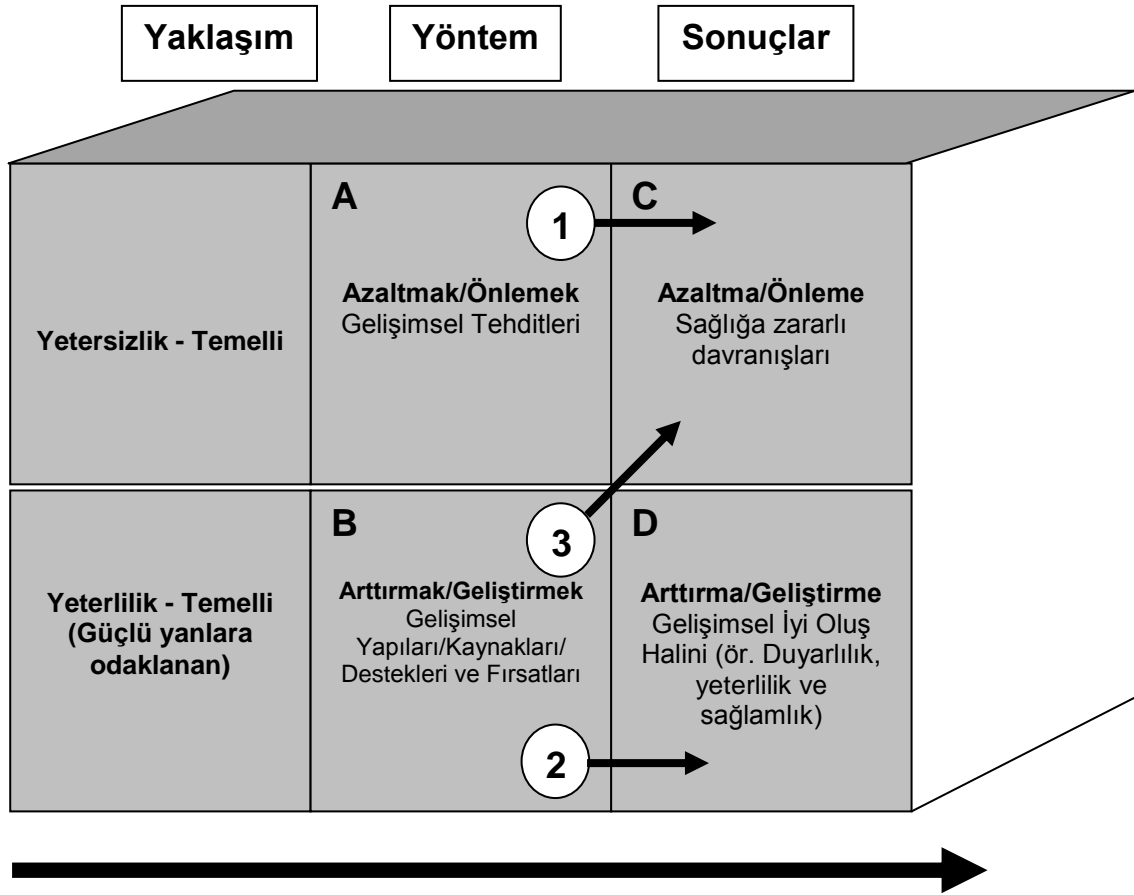 Yaklaşım
Yöntem
Sonuçlar
Yetersizlik - Temelli
A
1
Azaltmak/Önlemek
Gelişimsel Tehditleri
C
Azaltma/Önleme
Sağlığa zararlı
davranışları
Yeterlilik - Temelli
(Güçlü yanlara
odaklanan)
B
3
Arttırmak/Geliştirmek
Gelişimsel
Yapıları/Kaynakları/
Destekleri ve Fırsatları
2
D
Arttırma/Geliştirme
Gelişimsel İyi Oluş
Halini (ör. Duyarlılık,
yeterlilik ve
sağlamlık)